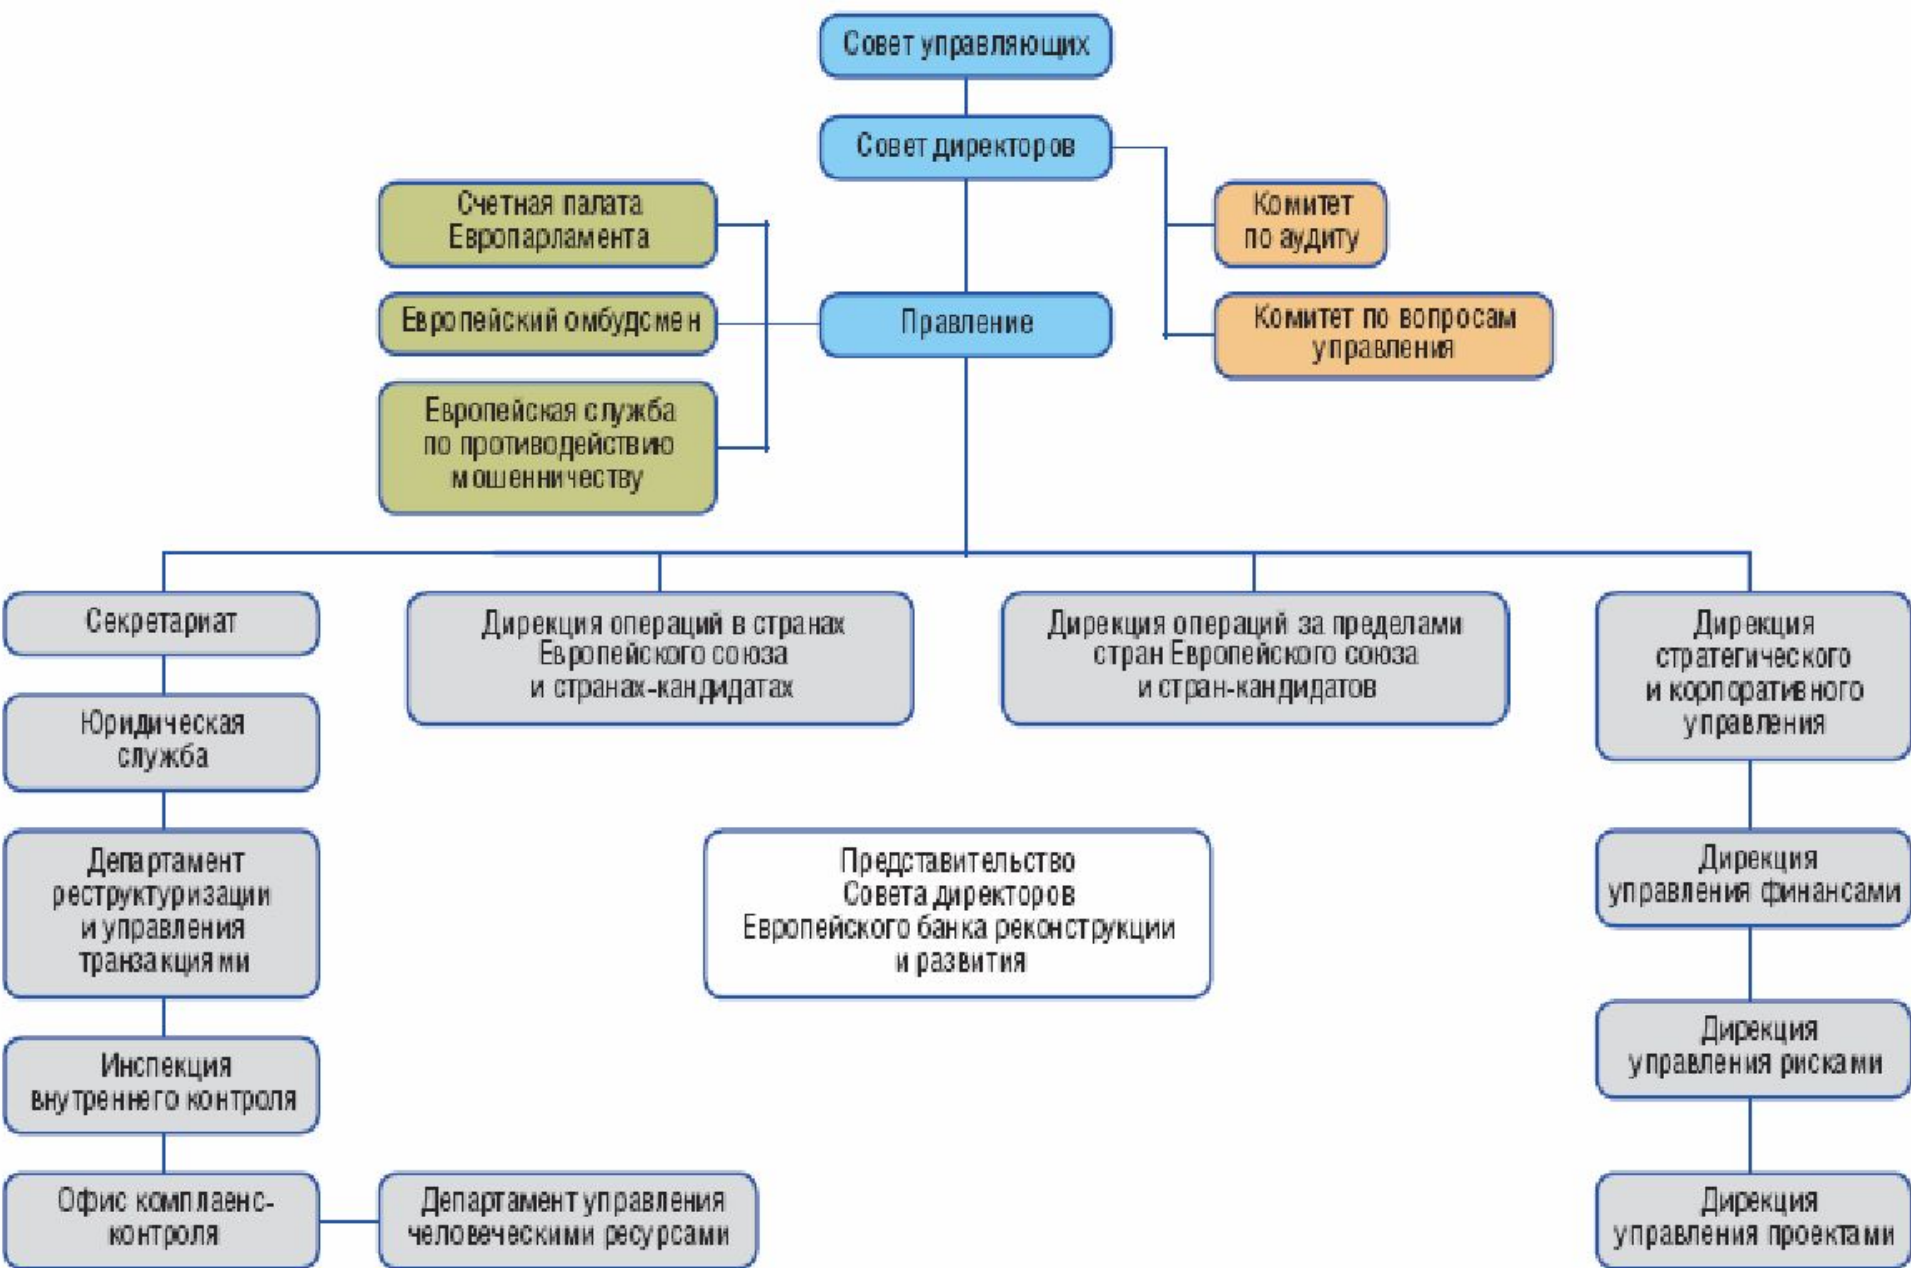 Совет управляющих
Совет директоров
Счетная палата
Европарламента
Комитет
по аудиту
Европейский омбудсмен
Правление
Комитет по вопросам
управления
Европейская служба
по противодействию
мошенничеству
Секретариат
Дирекция операций в странах
Европейского союза
и странах-кандидатах
Дирекция операций за пределами
стран Европейского союза
и стран-кандидатов
Дирекция
стратегического
и корпоративного
управления
Юридическая
служба
Департамент
реструктуризации
и управления
транзакциями
Представительство
Совета директоров
Европейского банка реконструкции
и развития
Дирекция
управления финансами
Инспекция
внутреннего контроля
Дирекция
управления рисками
Офис комплаенс-
контроля
Департамент управления
человеческими ресурсами
Дирекция
управления проектами